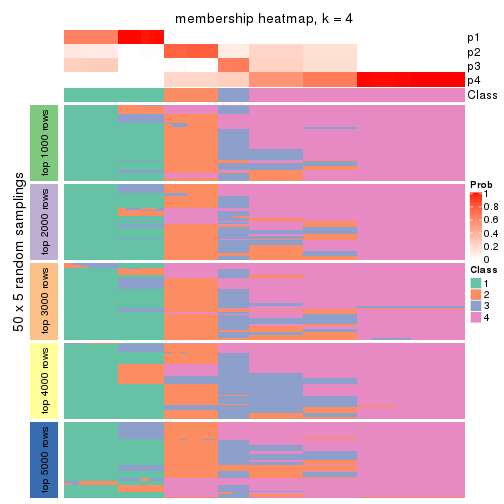 membership heatmap, k = 4
p1
p2
p3
p4
Class
50 x 5 random samplings
top 1000 rows
top 2000 rows
top 3000 rows
top 4000 rows
top 5000 rows
Prob
1
0.8
0.6
0.4
0.2
0
Class
1
2
3
4